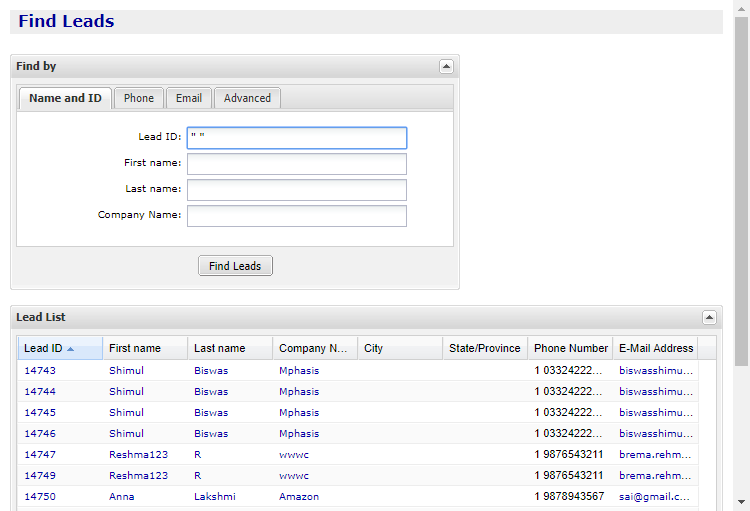 Find Leads
Find by
Name and ID Phone Email Advanced
Lead ID: " "
First name:
Last name:
Company Name:
Find Leads
Lead List
Lead ID First name Last name Company N... City State/Province Phone Number E-Mail Address
14743 Shimul Biswas Mphasis 1 03324222... biswasshimu...
14744 Shimul Biswas Mphasis 1 03324222... biswasshimu...
14745 Shimul Biswas Mphasis 1 03324222... biswasshimu...
14746 Shimul Biswas Mphasis 1 03324222... biswasshimu...
14747 Reshma123 R wwwc 1 9876543211 brema.rehm...
14749 Reshma123 R wwwc 1 9876543211 brema.rehm...
14750 Anna Lakshmi Amazon 1 9878943567 sai@gmail.c...